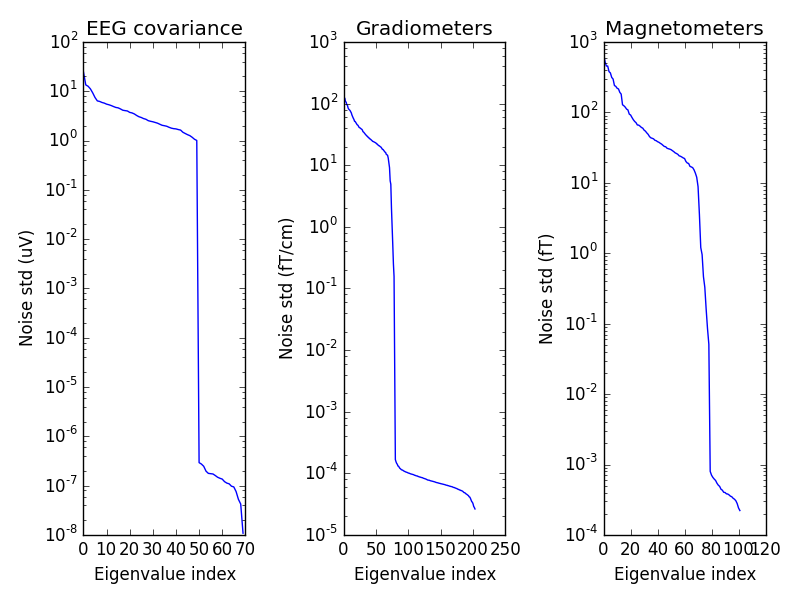 EEG covariance
Noise std (uV)
10^2
10^1
10^0
10^-1
10^-2
10^-3
10^-4
10^-5
10^-6
10^-7
10^-8
0 10 20 30 40 50 60 70
Eigenvalue index
Gradiometers
Noise std (fT/cm)
10^3
10^2
10^1
10^0
10^-1
10^-2
10^-3
10^-4
10^-5
0 50 100 150 200 250
Eigenvalue index
Magnetometers
Noise std (fT)
10^3
10^2
10^1
10^0
10^-1
10^-2
10^-3
10^-4
0 20 40 60 80 100 120
Eigenvalue index